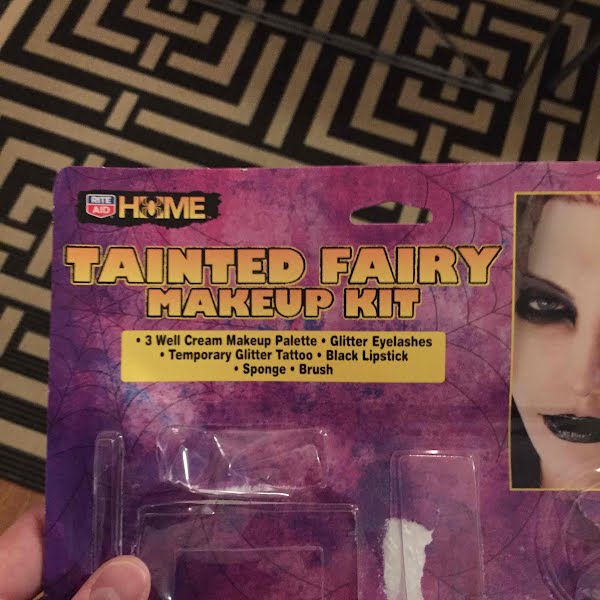 RITE AID HOME
TAINTED FAIRY
MAKEUP KIT
• 3 Well Cream Makeup Palette • Glitter Eyelashes
• Temporary Glitter Tattoo • Black Lipstick
• Sponge • Brush